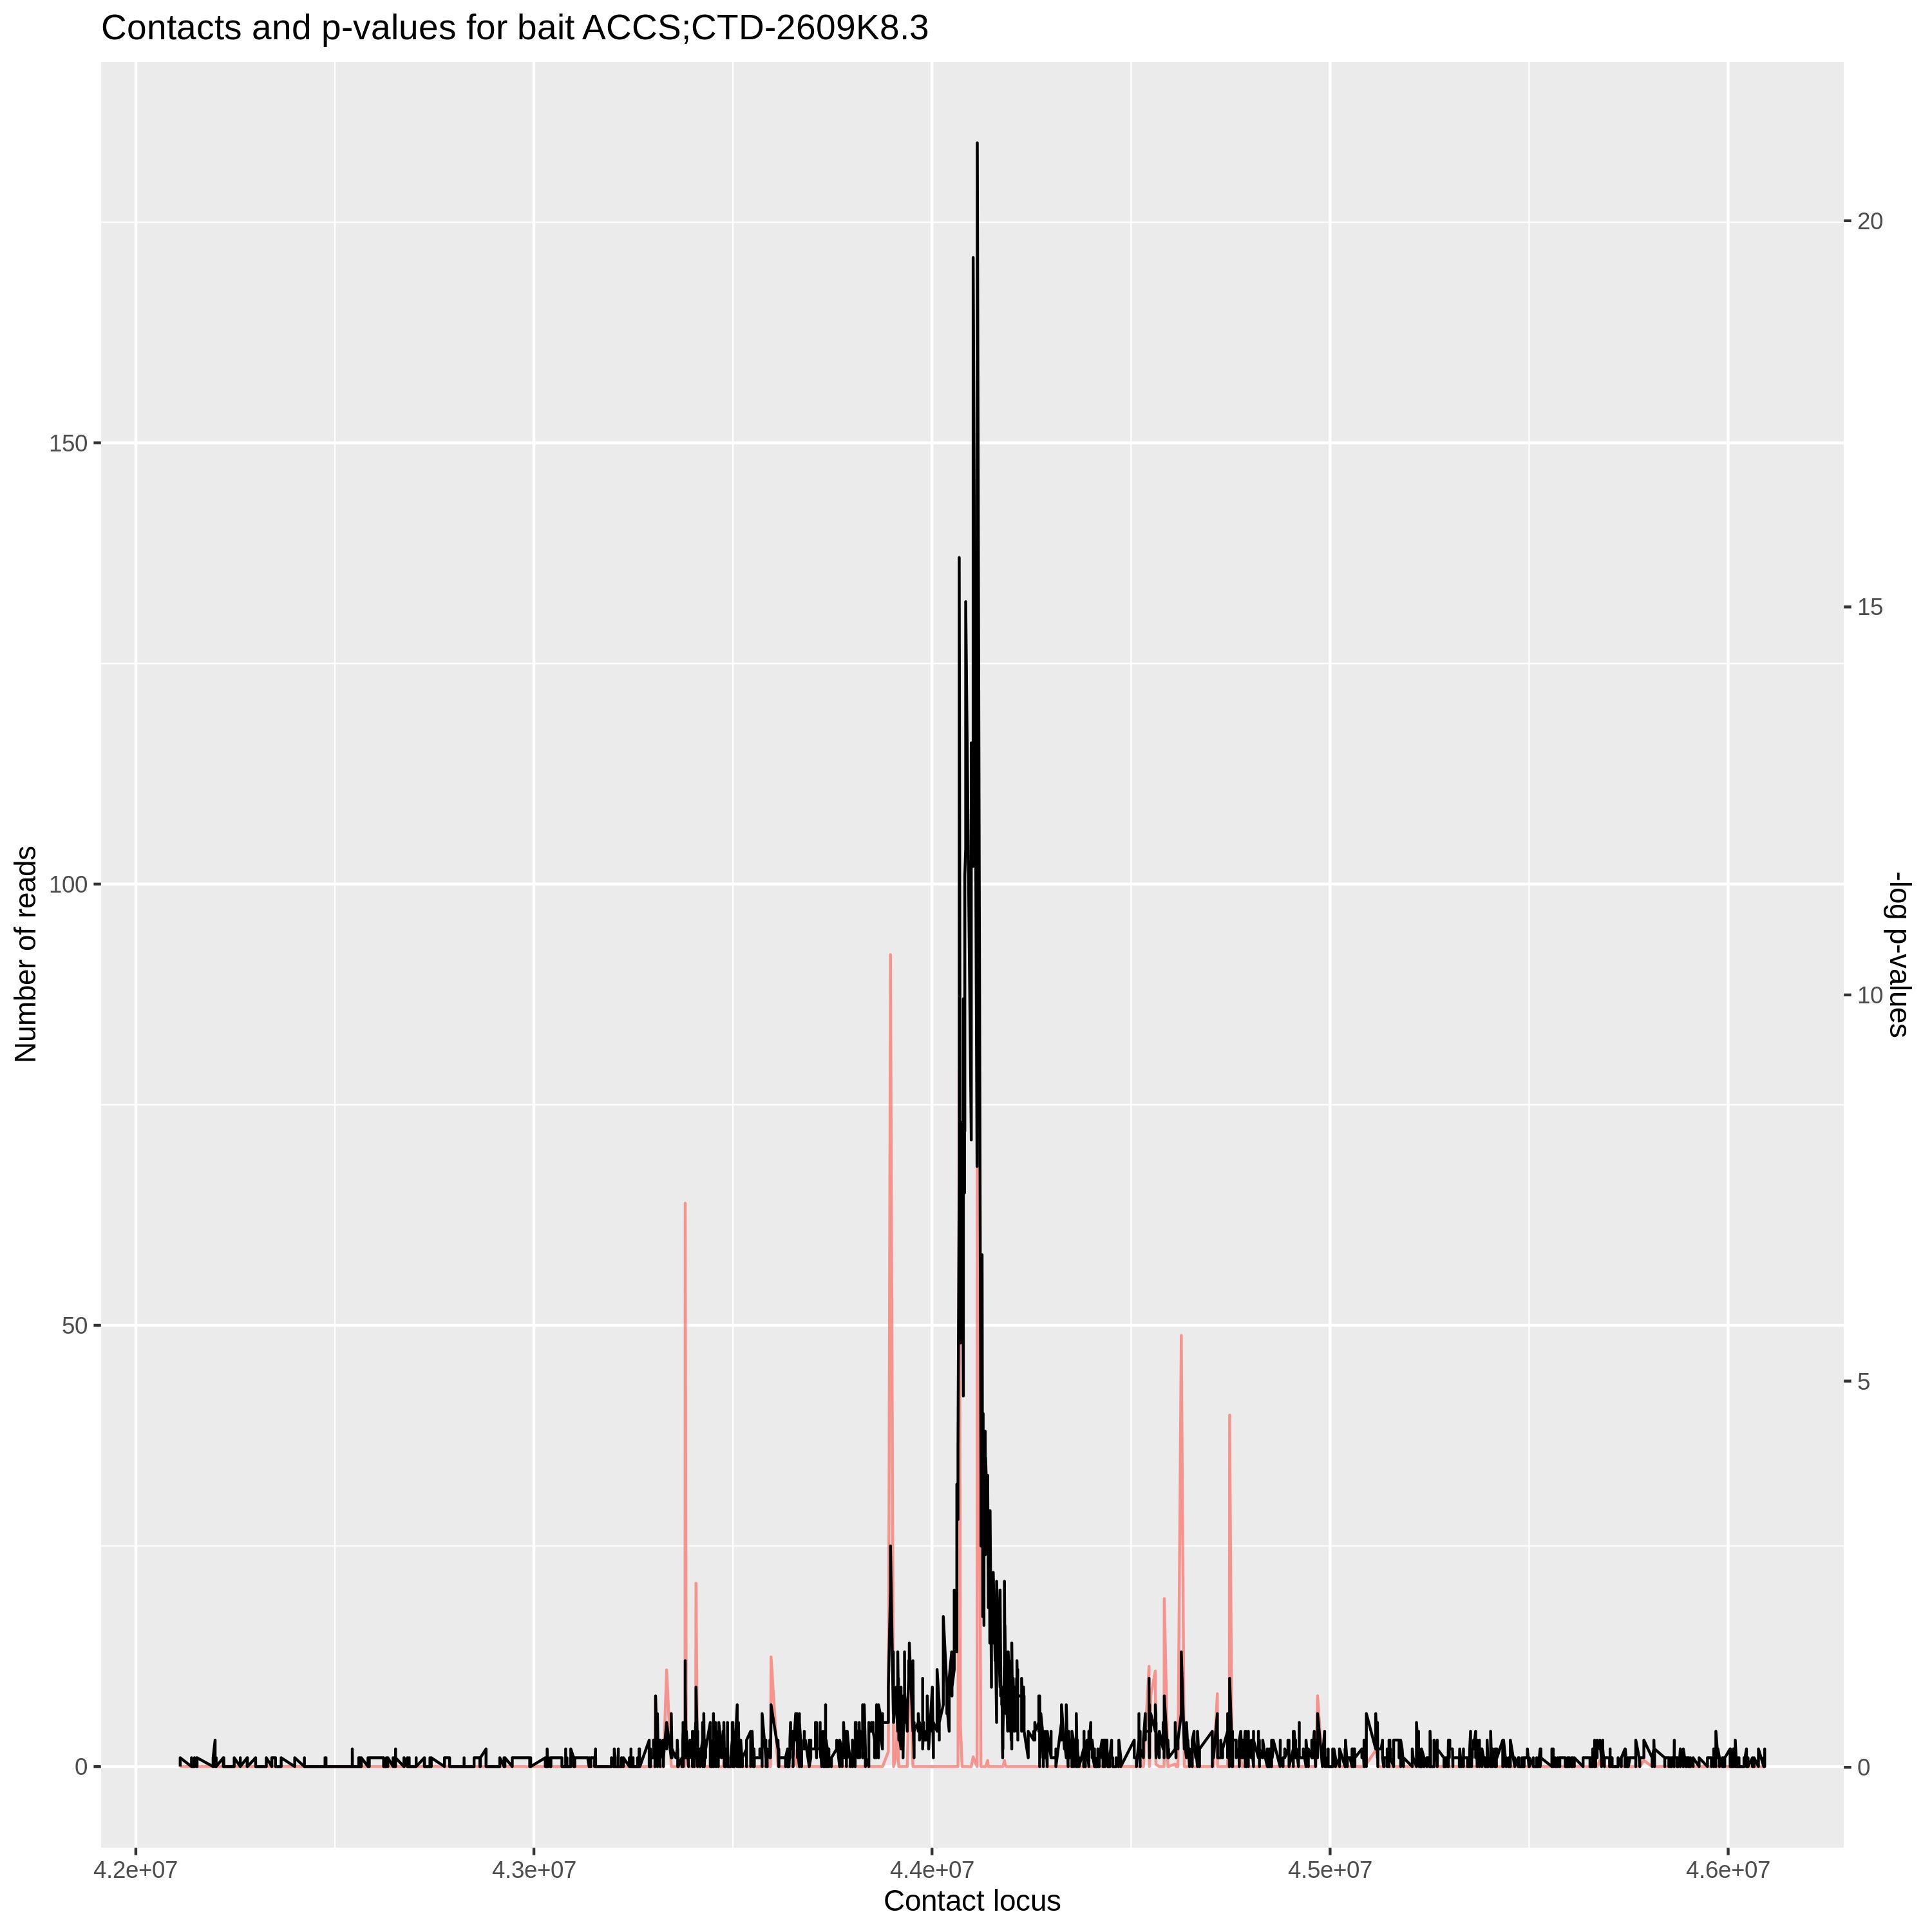 Contacts and p-values for bait ACCS;CTD-2609K8.3
Number of reads
150
100
50
0
20
15
10
5
0
-log p-values
4.2e+07 4.3e+07 4.4e+07 4.5e+07 4.6e+07
Contact locus